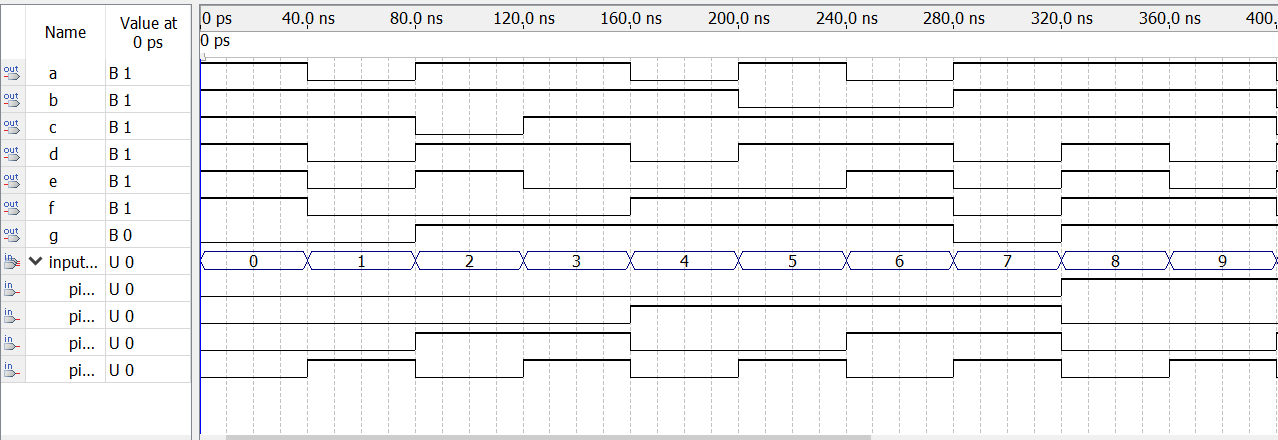 Name
Value at
0 ps
0 ps 40.0 ns 80.0 ns 120.0 ns 160.0 ns 200.0 ns 240.0 ns 280.0 ns 320.0 ns 360.0 ns 400.
0 ps
out a B 1
out b B 1
out c B 1
out d B 1
out e B 1
out f B 1
out g B 0
in input... U 0 0 1 2 3 4 5 6 7 8 9
in pi... U 0
in pi... U 0
in pi... U 0
in pi... U 0